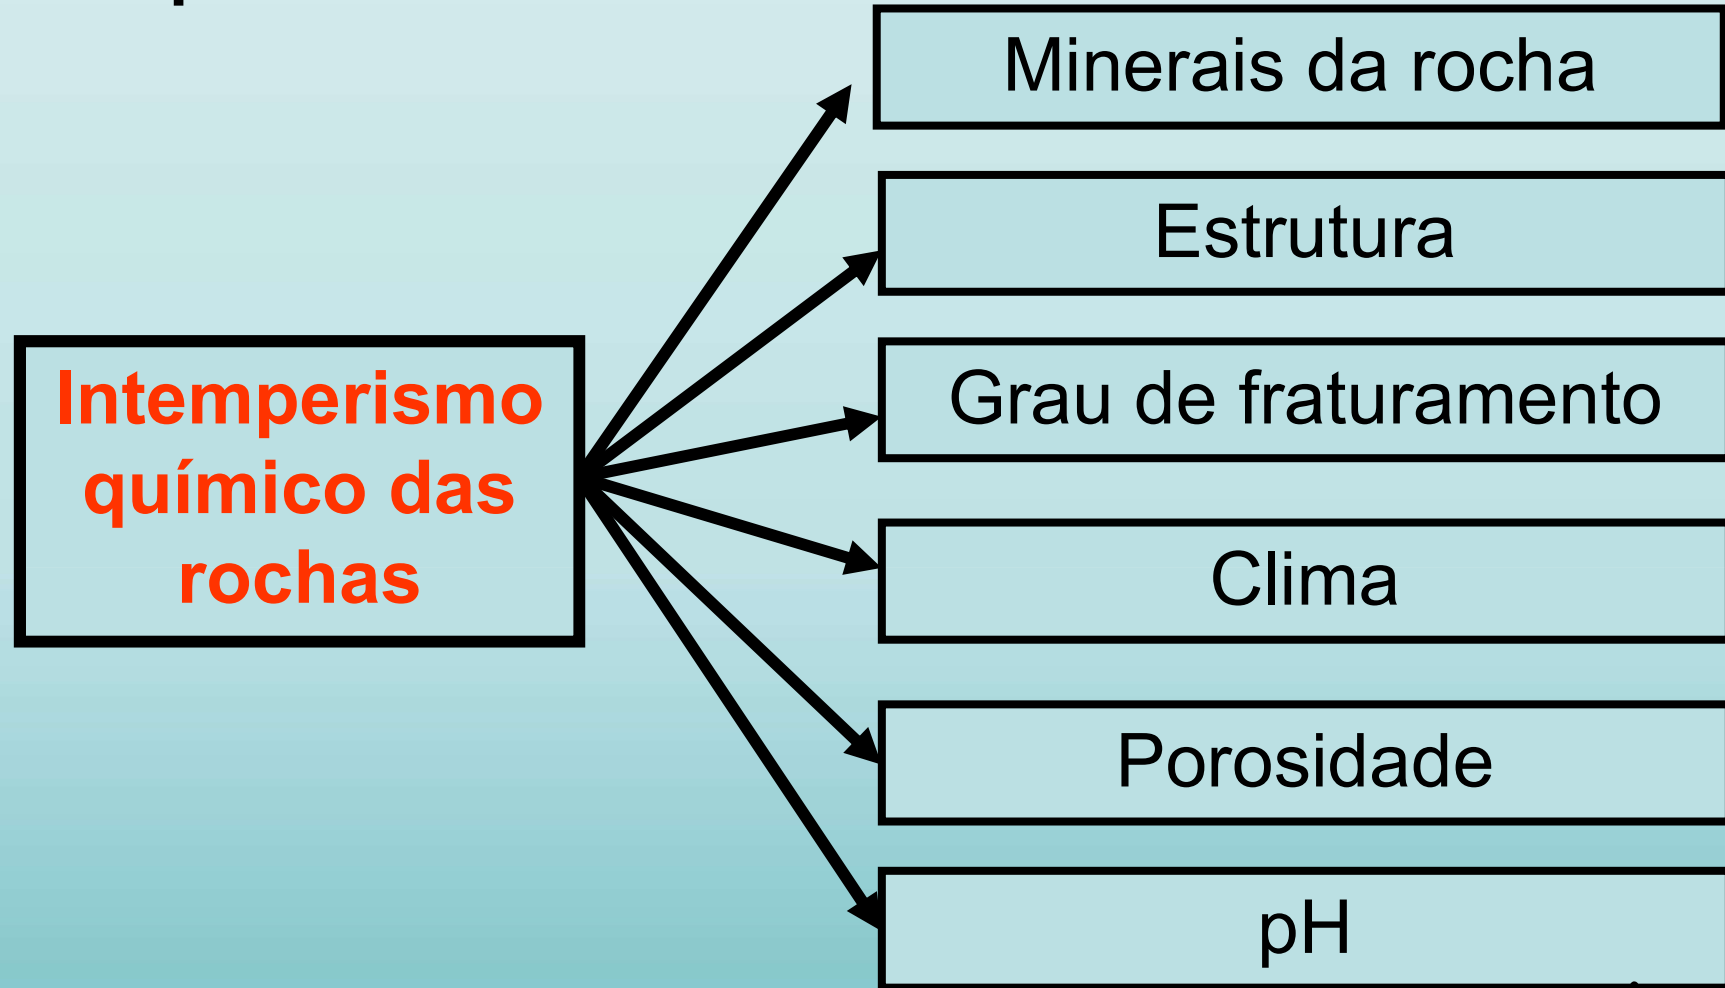 Minerais da rocha
Estrutura
Intemperismo
químico das
rochas
Grau de fraturamento
Clima
Porosidade
pH